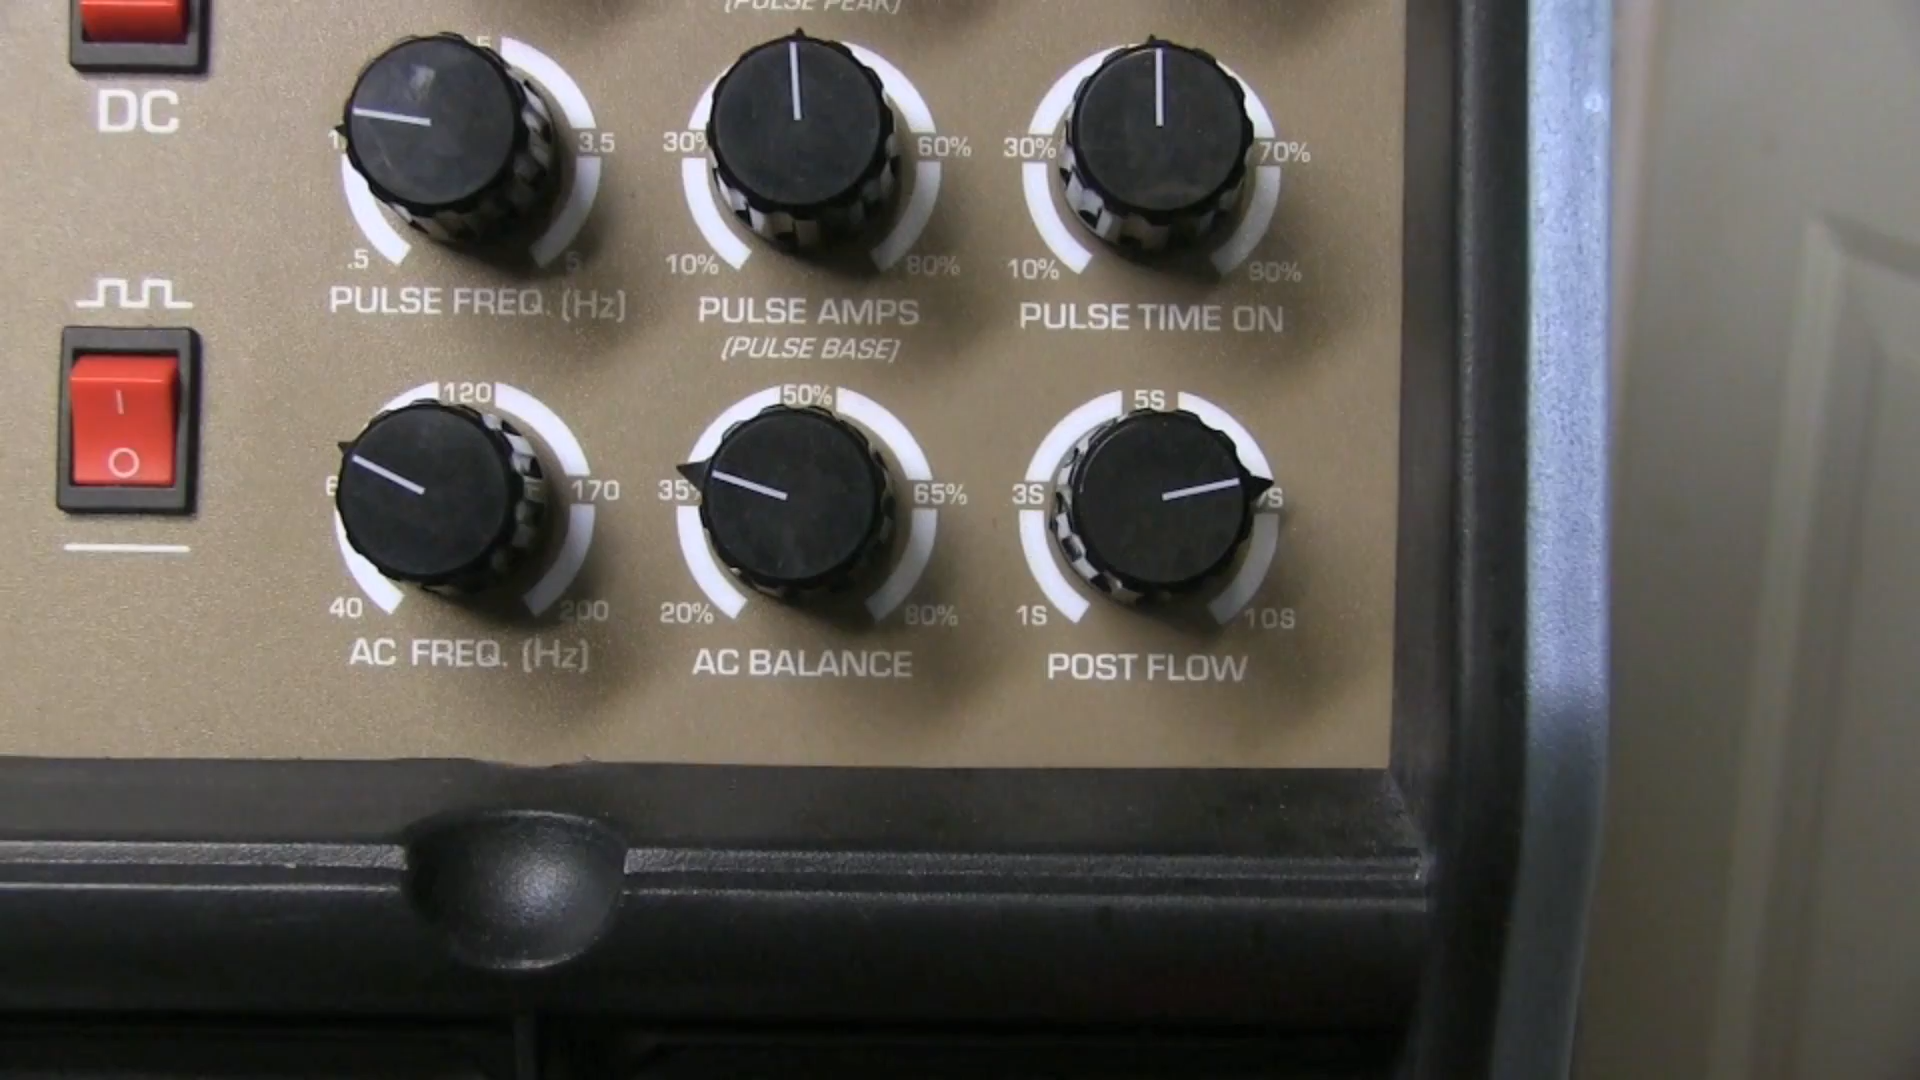 (PULSE PEAK)
DC
.5
1
3.5
5
PULSE FREQ. (Hz)
30%
60%
10%
80%
PULSE AMPS
(PULSE BASE)
30%
70%
10%
90%
PULSE TIME ON
120
170
40
200
AC FREQ. (Hz)
50%
35%
65%
20%
80%
AC BALANCE
5S
3S
1S
10S
POST FLOW